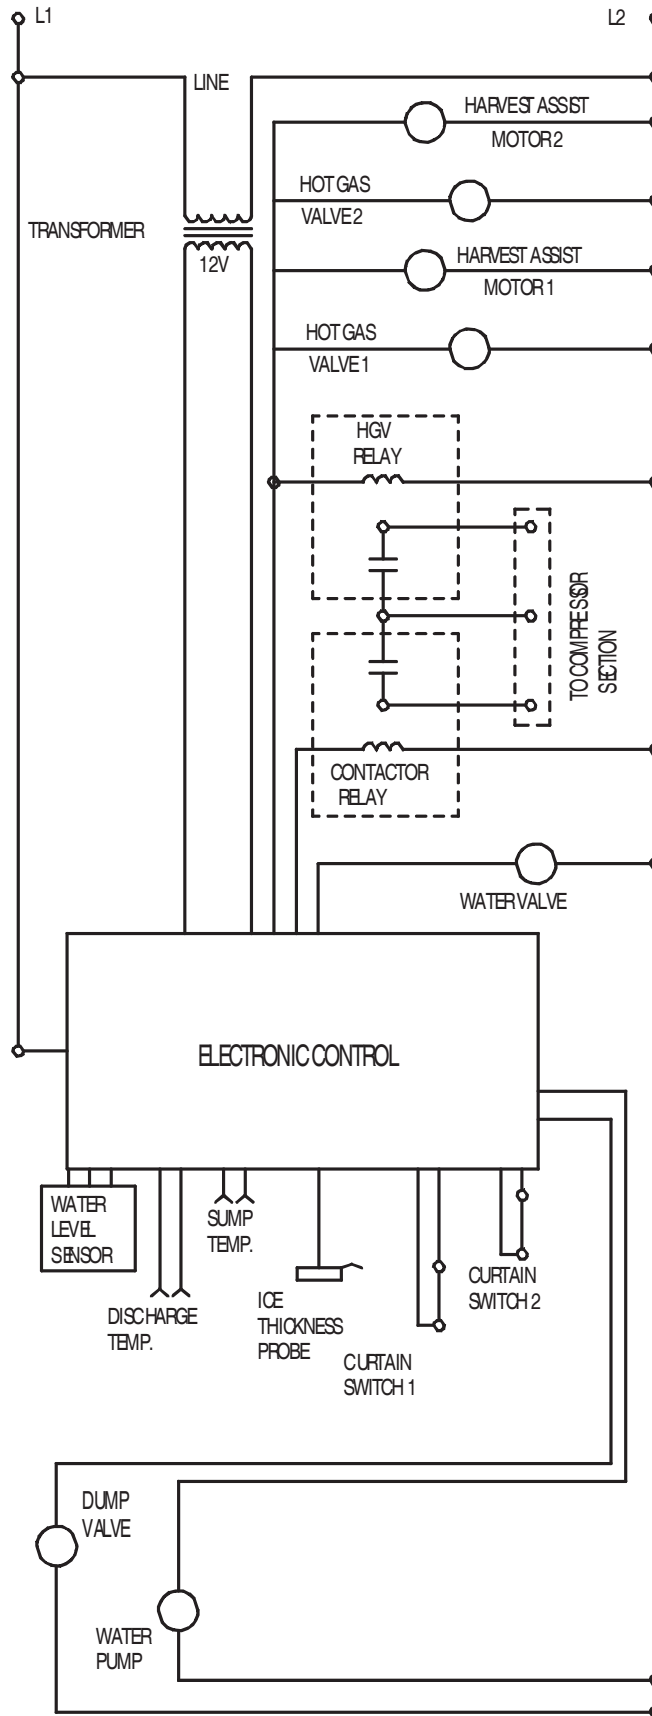 L1
L2
LINE
HARVEST ASSIST
MOTOR 2
HOT GAS
VALVE 2
TRANSFORMER
12V
HARVEST ASSIST
MOTOR 1
HOT GAS
VALVE 1
HGV
RELAY
TO COMPRESSOR
SECTION
CONTACTOR
RELAY
WATER VALVE
ELECTRONIC CONTROL
WATER
LEVEL
SENSOR
SUMP
TEMP.
DISCHARGE
TEMP.
ICE
THICKNESS
PROBE
CURTAIN
SWITCH 2
CURTAIN
SWITCH 1
DUMP
VALVE
WATER
PUMP